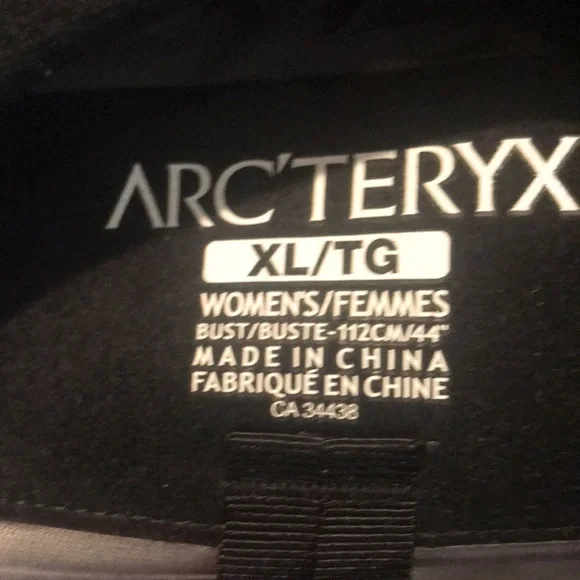 ARC'TERYX
XL/TG
WOMEN'S/FEMMES
BUST/BUSTE-112CM/44"
MADE IN CHINA
FABRIQUÉ EN CHINE
CA 34438